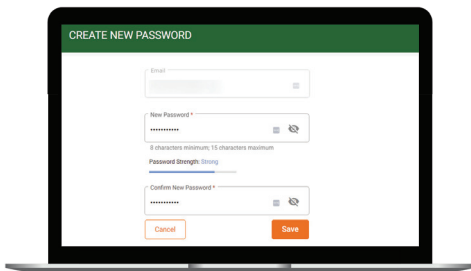 CREATE NEW PASSWORD
Email
New Password *
•••••••••••
8 characters minimum; 15 characters maximum
Password Strength: Strong
Confirm New Password *
•••••••••••
Cancel
Save